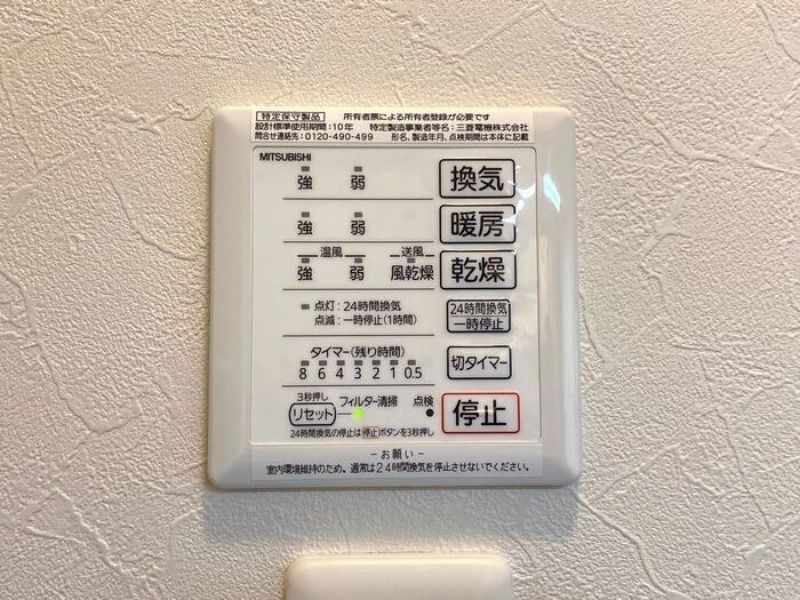 特定保守製品 所有者票による所有者登録が必要です
設計標準使用期間:10年 特定製造事業者等名:三菱電機株式会社
問合せ連絡先:0120-490-499 形名、製造年月、点検期間は本体に記載
MITSUBISHI
強 弱 換気
強 弱 暖房
温風 送風
強 弱 風乾燥 乾燥
点灯:24時間換気
点滅:一時停止(1時間)
24時間換気
一時停止
タイマー(残り時間)
8 6 4 3 2 1 0.5
切タイマー
3秒押し フィルター清掃 点検
リセット
停止
24時間換気の停止は停止ボタンを3秒押し
-お願い-
室内環境維持のため、通常は24時間換気を停止させないでください。